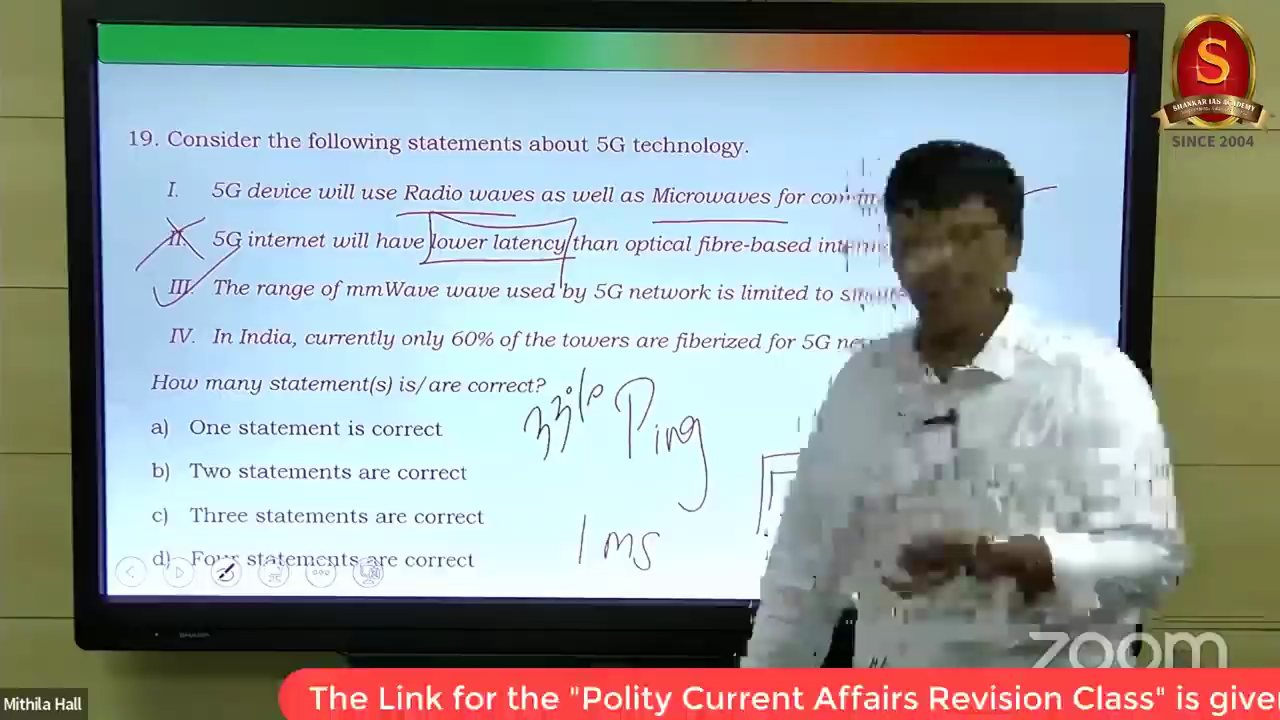 S
SHANKAR IAS ACADEMY
SINCE 2004
19. Consider the following statements about 5G technology.
I. 5G device will use Radio waves as well as Microwaves for
II. 5G internet will have lower latency than optical fibre-based
III. The range of mmWave wave used by 5G network is limited to
IV. In India, currently only 60% of the towers are fiberized for 5G
How many statement(s) is/are correct?
33% Ping
a) One statement is correct
b) Two statements are correct
c) Three statements are correct
1 ms
d) Four statements are correct
SHARP
zoom
Mithila Hall
The Link for the "Polity Current Affairs Revision Class" is give